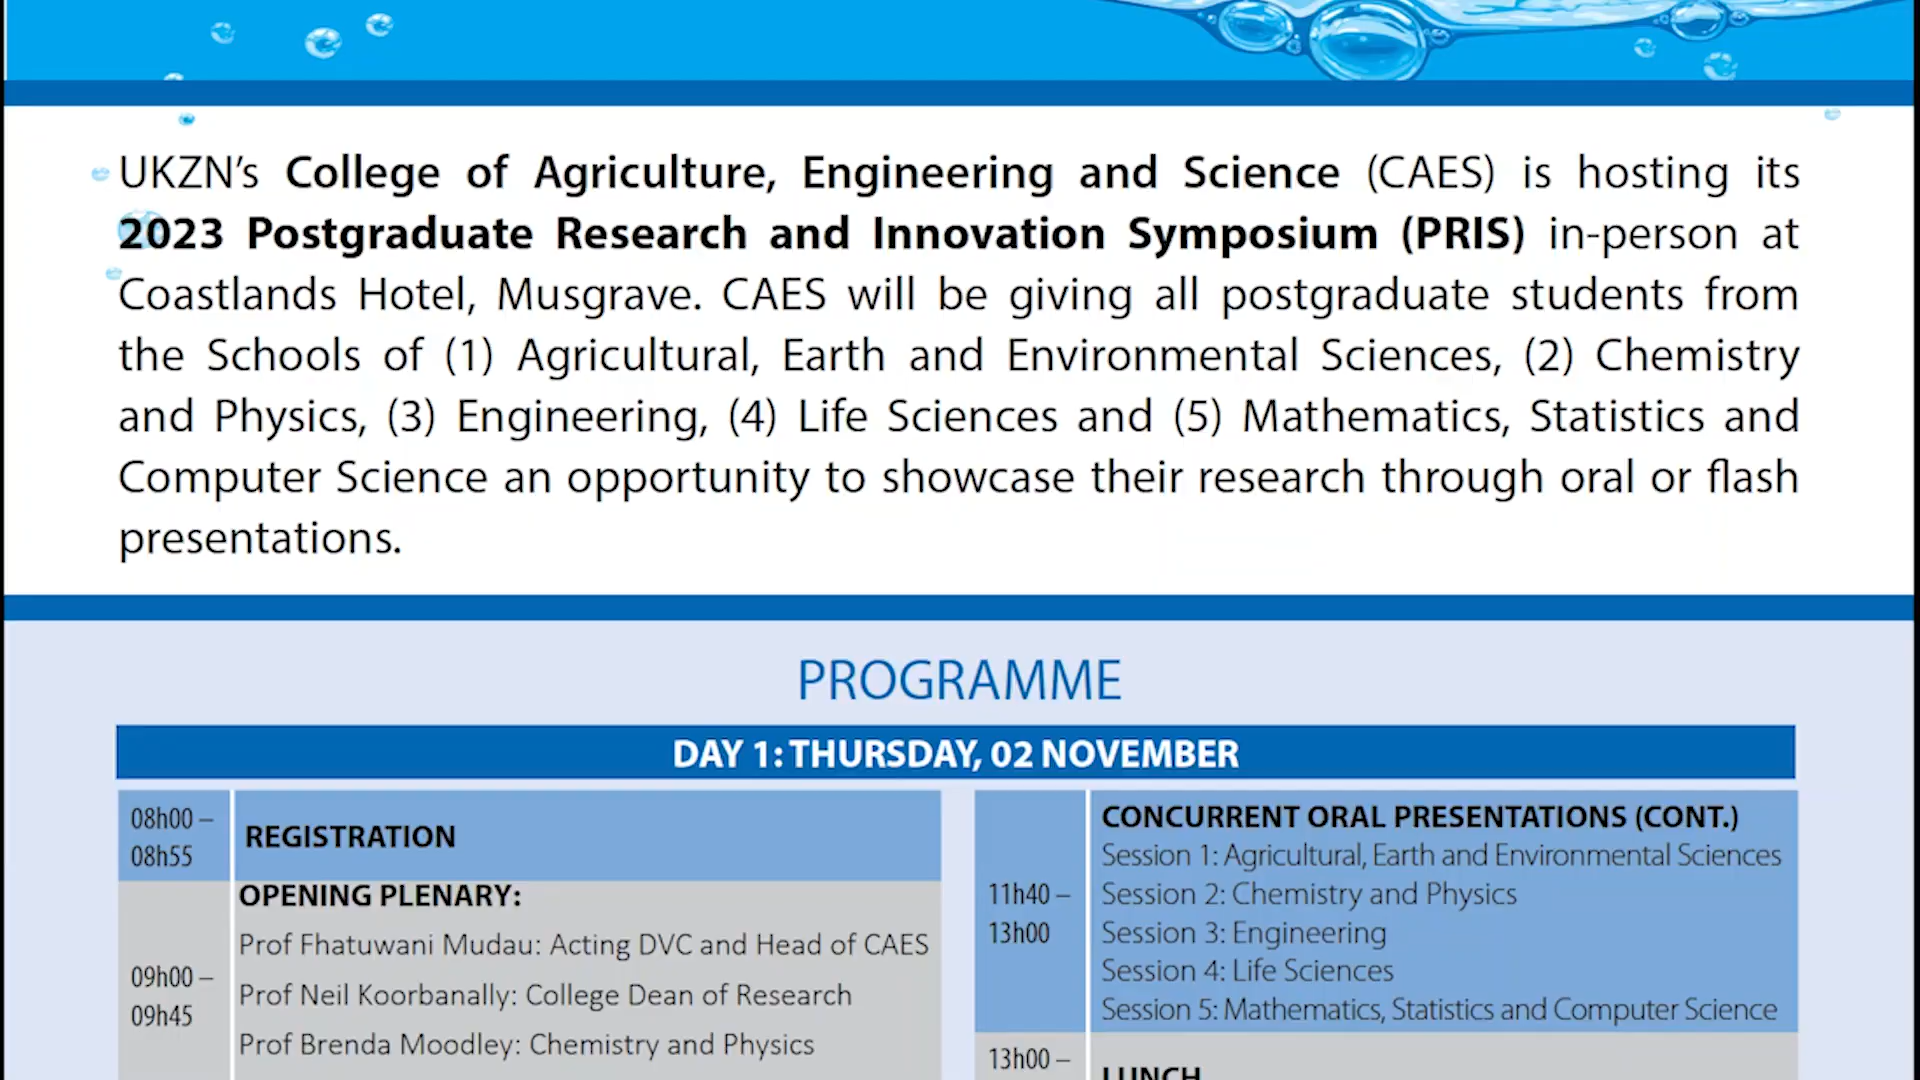 UKZN’s College of Agriculture, Engineering and Science (CAES) is hosting its
2023 Postgraduate Research and Innovation Symposium (PRIS) in-person at
Coastlands Hotel, Musgrave. CAES will be giving all postgraduate students from
the Schools of (1) Agricultural, Earth and Environmental Sciences, (2) Chemistry
and Physics, (3) Engineering, (4) Life Sciences and (5) Mathematics, Statistics and
Computer Science an opportunity to showcase their research through oral or flash
presentations.
PROGRAMME
DAY 1: THURSDAY, 02 NOVEMBER
08h00 –
08h55
REGISTRATION
09h00 –
09h45
OPENING PLENARY:
Prof Fhatuwani Mudau: Acting DVC and Head of CAES
Prof Neil Koorbanally: College Dean of Research
Prof Brenda Moodley: Chemistry and Physics
11h40 –
13h00
CONCURRENT ORAL PRESENTATIONS (CONT.)
Session 1: Agricultural, Earth and Environmental Sciences
Session 2: Chemistry and Physics
Session 3: Engineering
Session 4: Life Sciences
Session 5: Mathematics, Statistics and Computer Science
13h00 –
LUNCH